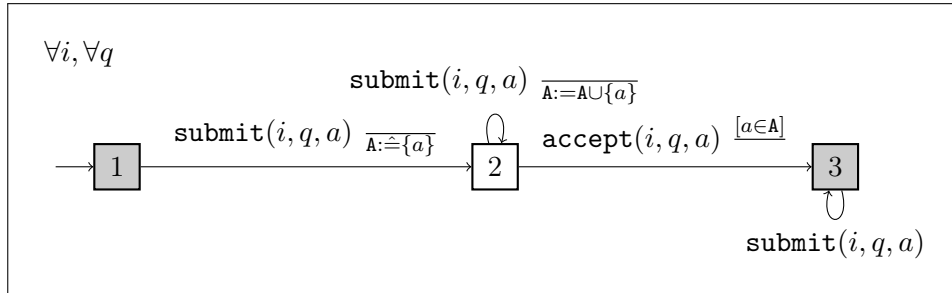 ∀i, ∀q
submit(i, q, a) A:=A∪{a}
submit(i, q, a) A:≙{a}
accept(i, q, a) [a∈A]
1
2
3
submit(i, q, a)